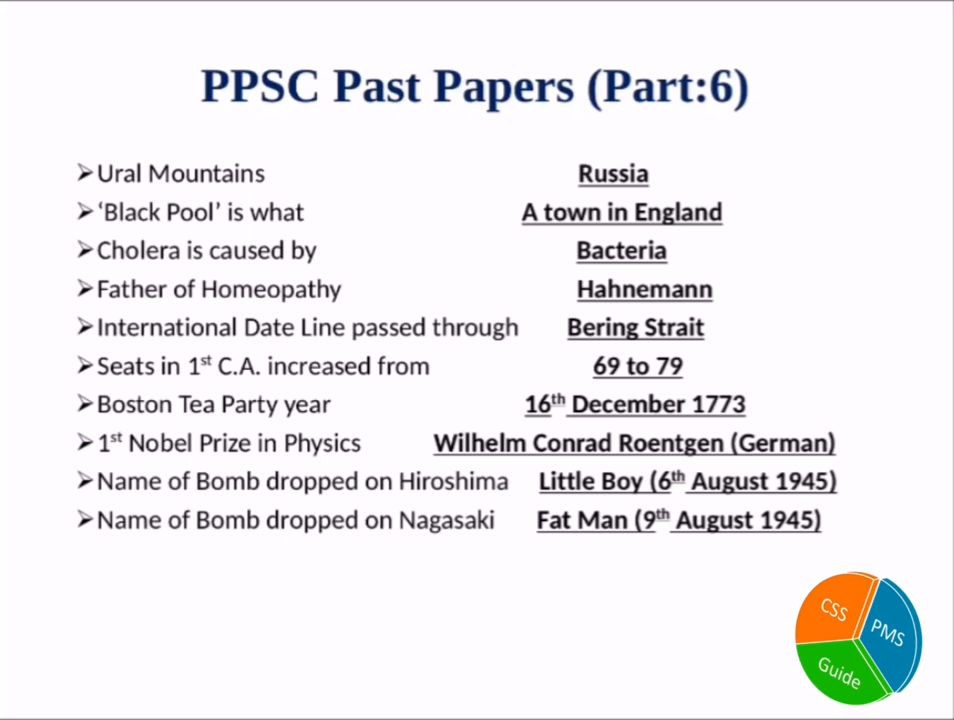 PPSC Past Papers (Part:6)
➢Ural Mountains Russia
➢‘Black Pool’ is what A town in England
➢Cholera is caused by Bacteria
➢Father of Homeopathy Hahnemann
➢International Date Line passed through Bering Strait
➢Seats in 1st C.A. increased from 69 to 79
➢Boston Tea Party year 16th December 1773
➢1st Nobel Prize in Physics Wilhelm Conrad Roentgen (German)
➢Name of Bomb dropped on Hiroshima Little Boy (6th August 1945)
➢Name of Bomb dropped on Nagasaki Fat Man (9th August 1945)
CSS
PMS
Guide